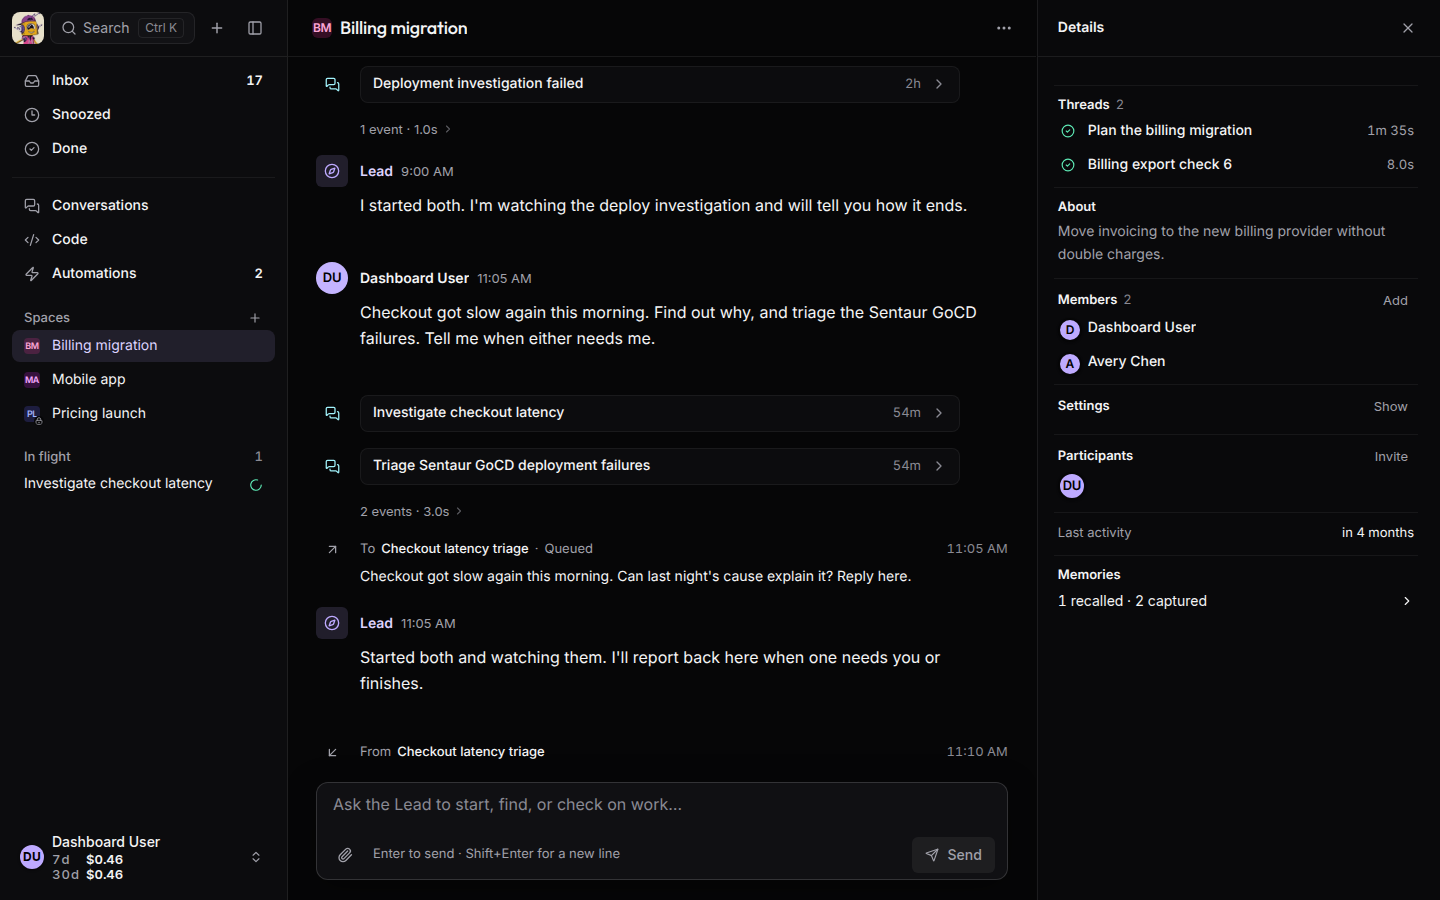 Search Ctrl K
Inbox 17
Snoozed
Done
Conversations
Code
Automations 2
Spaces
BM Billing migration
MA Mobile app
PL Pricing launch
In flight 1
Investigate checkout latency
DU Dashboard User
7d $0.46
30d $0.46
BM Billing migration
Deployment investigation failed 2h
1 event · 1.0s
Lead 9:00 AM
I started both. I'm watching the deploy investigation and will tell you how it ends.
DU Dashboard User 11:05 AM
Checkout got slow again this morning. Find out why, and triage the Sentaur GoCD
failures. Tell me when either needs me.
Investigate checkout latency 54m
Triage Sentaur GoCD deployment failures 54m
2 events · 3.0s
To Checkout latency triage · Queued 11:05 AM
Checkout got slow again this morning. Can last night's cause explain it? Reply here.
Lead 11:05 AM
Started both and watching them. I'll report back here when one needs you or
finishes.
From Checkout latency triage 11:10 AM
Ask the Lead to start, find, or check on work...
Enter to send · Shift+Enter for a new line Send
Details
Threads 2
Plan the billing migration 1m 35s
Billing export check 6 8.0s
About
Move invoicing to the new billing provider without
double charges.
Members 2 Add
D Dashboard User
A Avery Chen
Settings Show
Participants Invite
DU
Last activity in 4 months
Memories
1 recalled · 2 captured